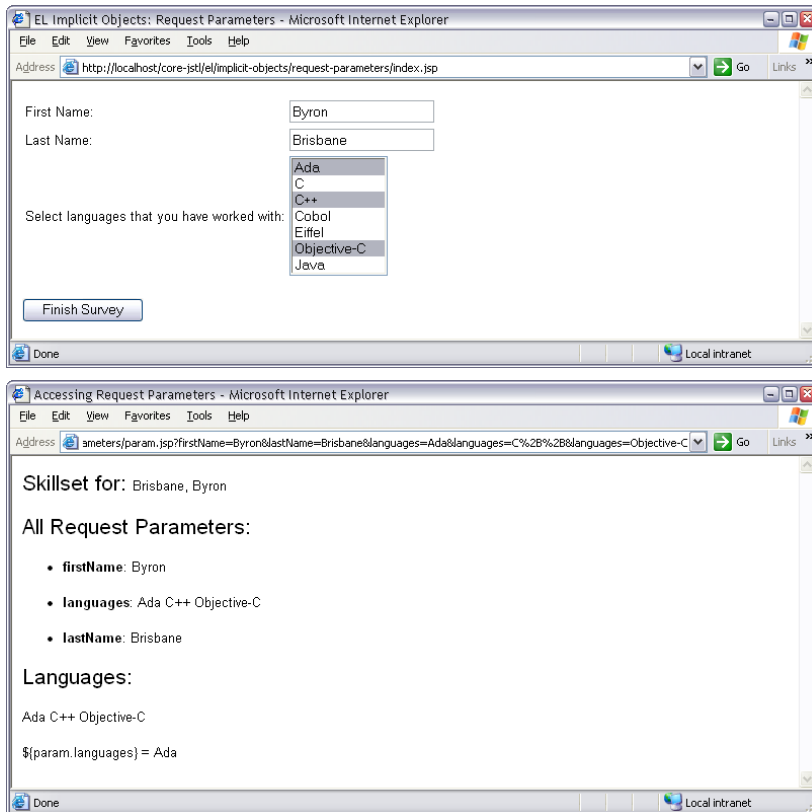 EL Implicit Objects: Request Parameters - Microsoft Internet Explorer
File Edit View Favorites Tools Help
Address http://localhost/core-jstl/el/implicit-objects/request-parameters/index.jsp Go Links »
First Name: Byron
Last Name: Brisbane
Ada
C
C++
Select languages that you have worked with: Cobol
Eiffel
Objective-C
Java
Finish Survey
Done Local intranet
Accessing Request Parameters - Microsoft Internet Explorer
File Edit View Favorites Tools Help
Address ameters/param.jsp?firstName=Byron&lastName=Brisbane&languages=Ada&languages=C%2B%2B&languages=Objective-C Go Links »
Skillset for: Brisbane, Byron
All Request Parameters:
• firstName: Byron
• languages: Ada C++ Objective-C
• lastName: Brisbane
Languages:
Ada C++ Objective-C
${param.languages} = Ada
Done Local intranet